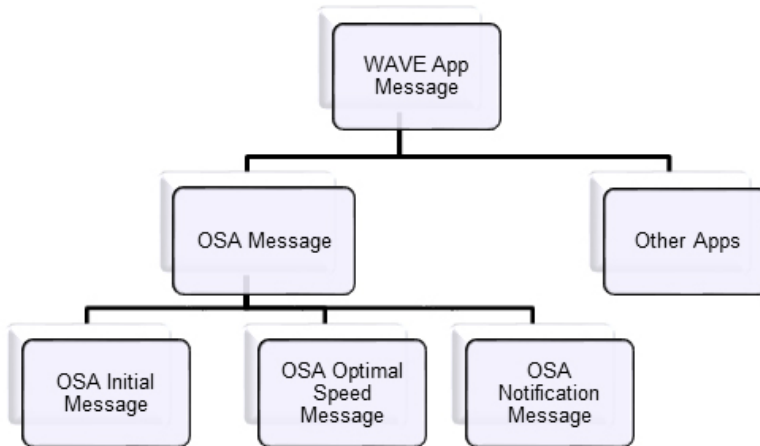 WAVE App
Message
OSA Message
Other Apps
OSA Initial
Message
OSA Optimal
Speed
Message
OSA
Notification
Message